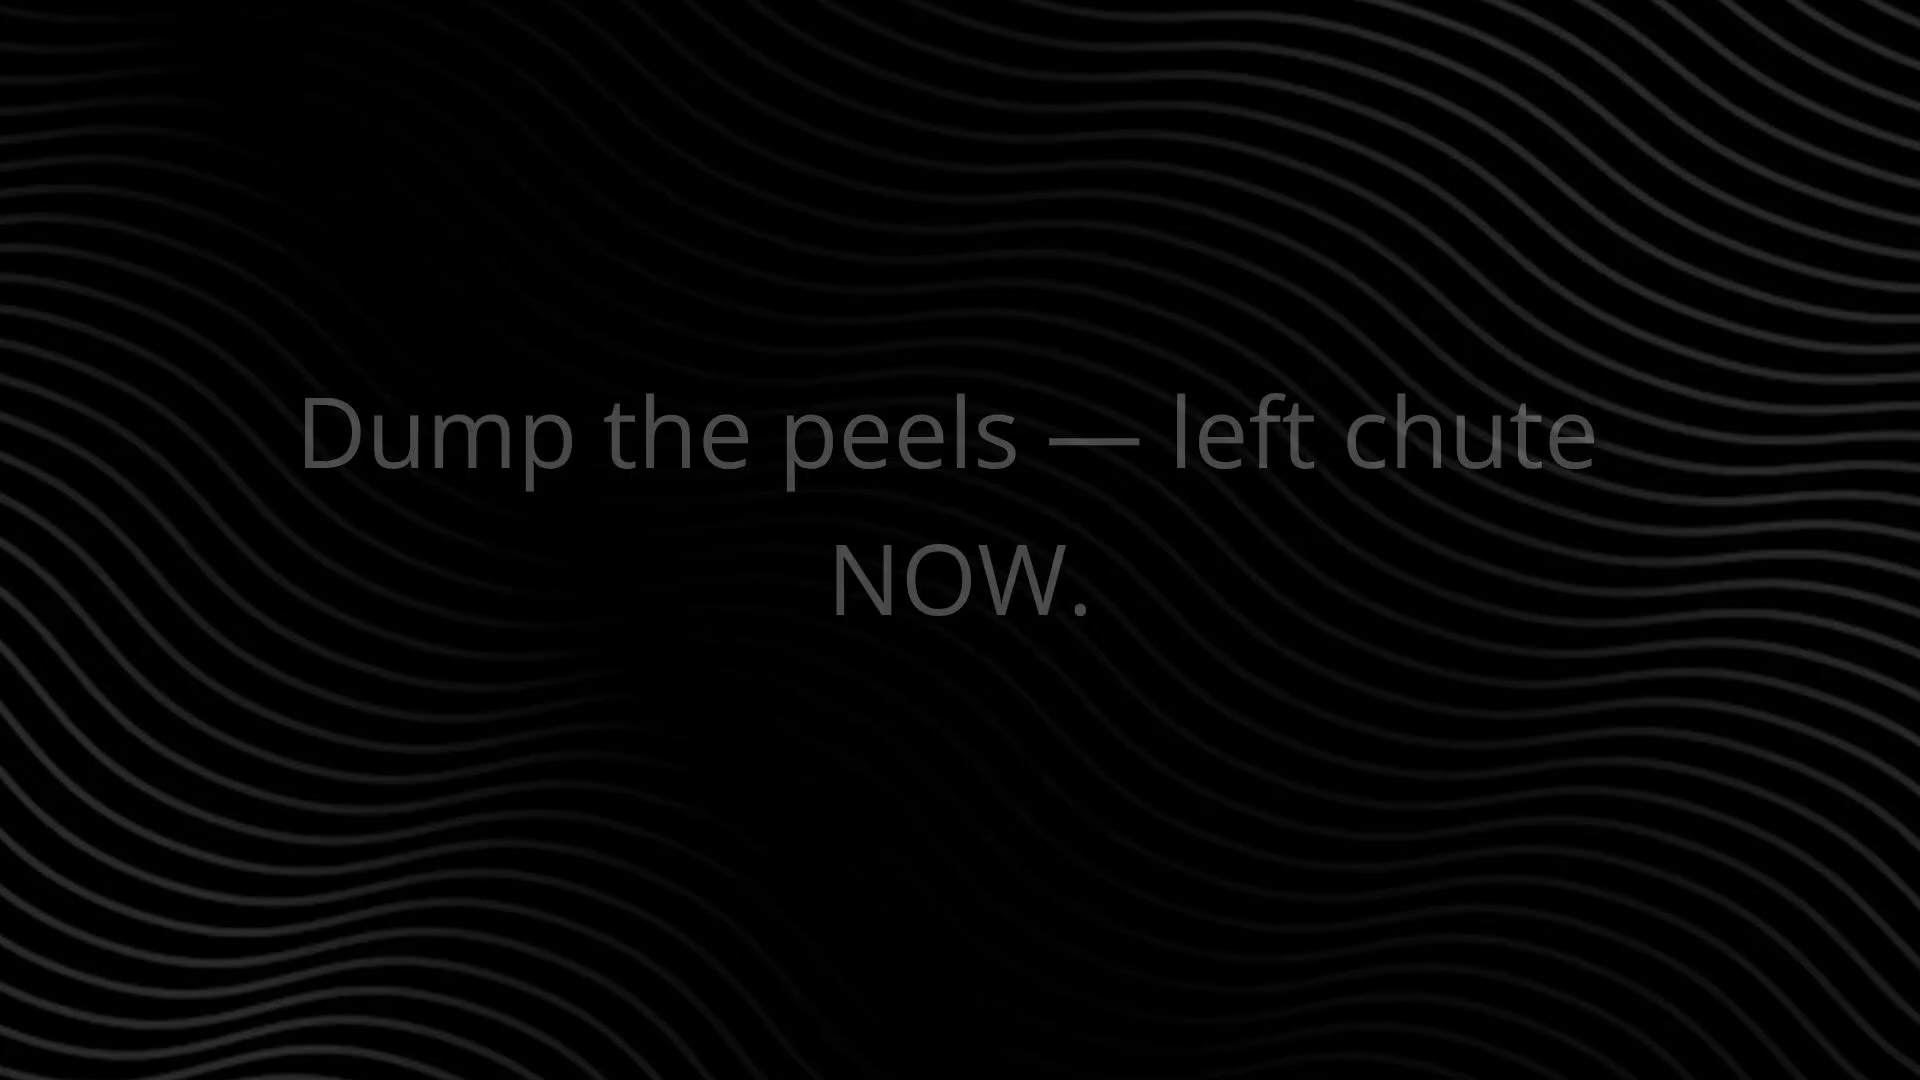 Dump the peels — left chute
NOW.